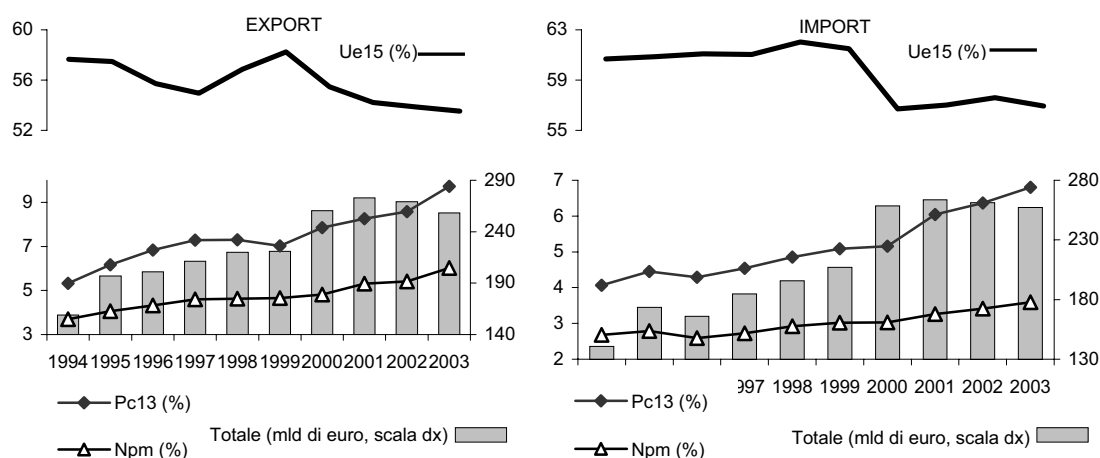 EXPORT
60
56
52
Ue15 (%)
9
7
5
3
290
240
190
140
1994 1995 1996 1997 1998 1999 2000 2001 2002 2003
Pc13 (%)
Npm (%)
Totale (mld di euro, scala dx)
IMPORT
63
59
55
Ue15 (%)
7
6
5
4
3
2
280
230
180
130
997 1998 1999 2000 2001 2002 2003
Pc13 (%)
Npm (%)
Totale (mld di euro, scala dx)